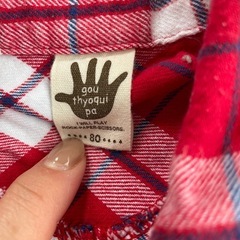 gou
thyoqui
pa
I WILL PLAY
ROCK-PAPER-SCISSORS.
80